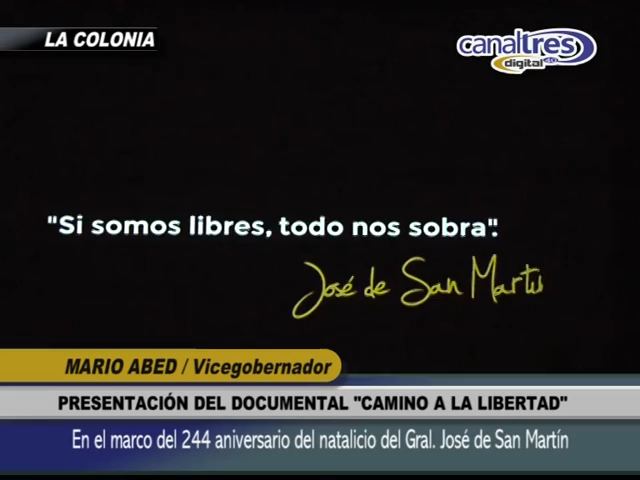 LA COLONIA
canaltres
digital
"Si somos libres, todo nos sobra".
José de San Martín
MARIO ABED / Vicegobernador
PRESENTACIÓN DEL DOCUMENTAL "CAMINO A LA LIBERTAD"
En el marco del 244 aniversario del natalicio del Gral. José de San Martín